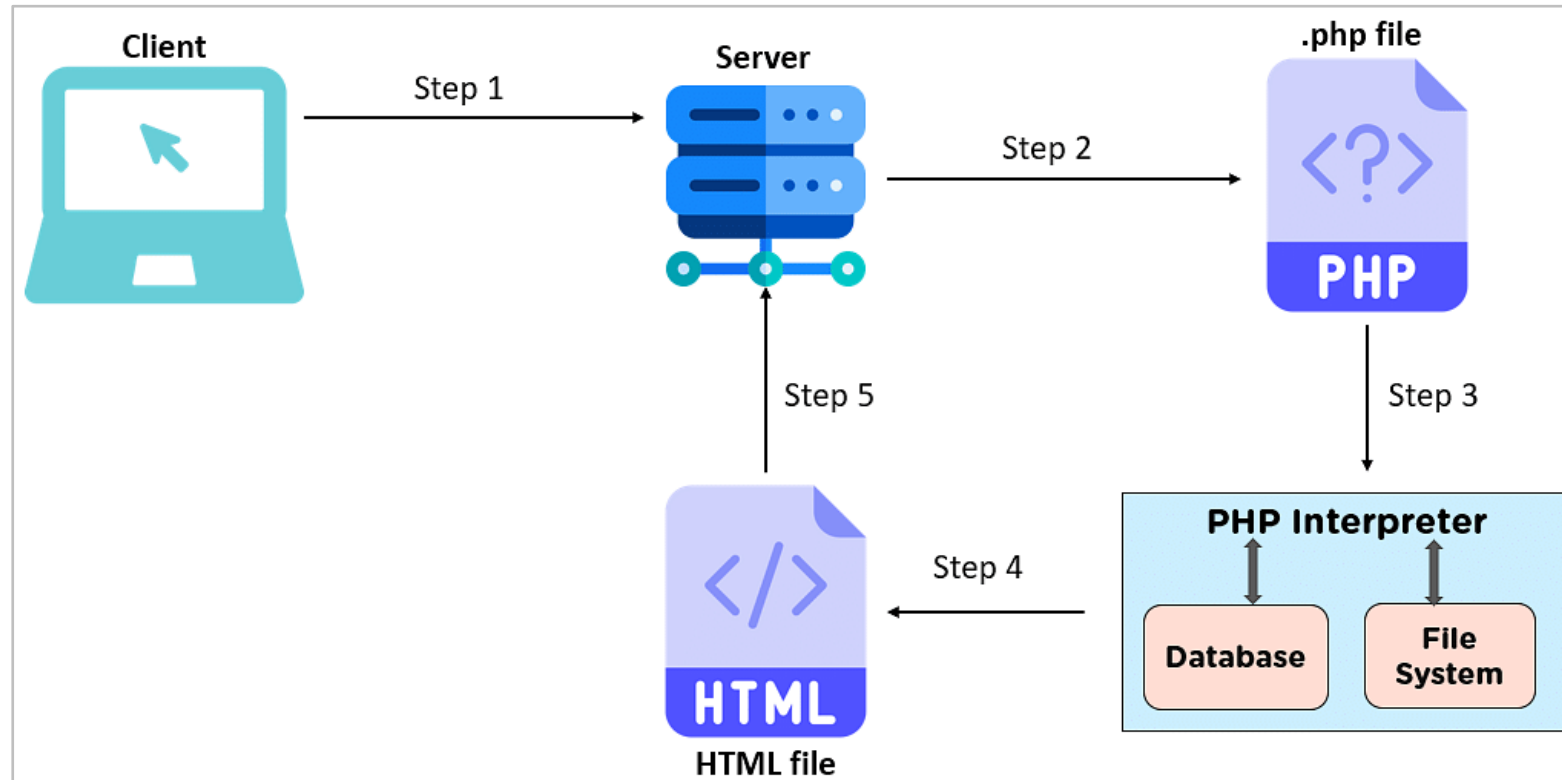 Client
Step 1
Server
Step 2
.php file
<?>
PHP
Step 3
Step 5
PHP Interpreter
Database
File
System
Step 4
</>
HTML
HTML file